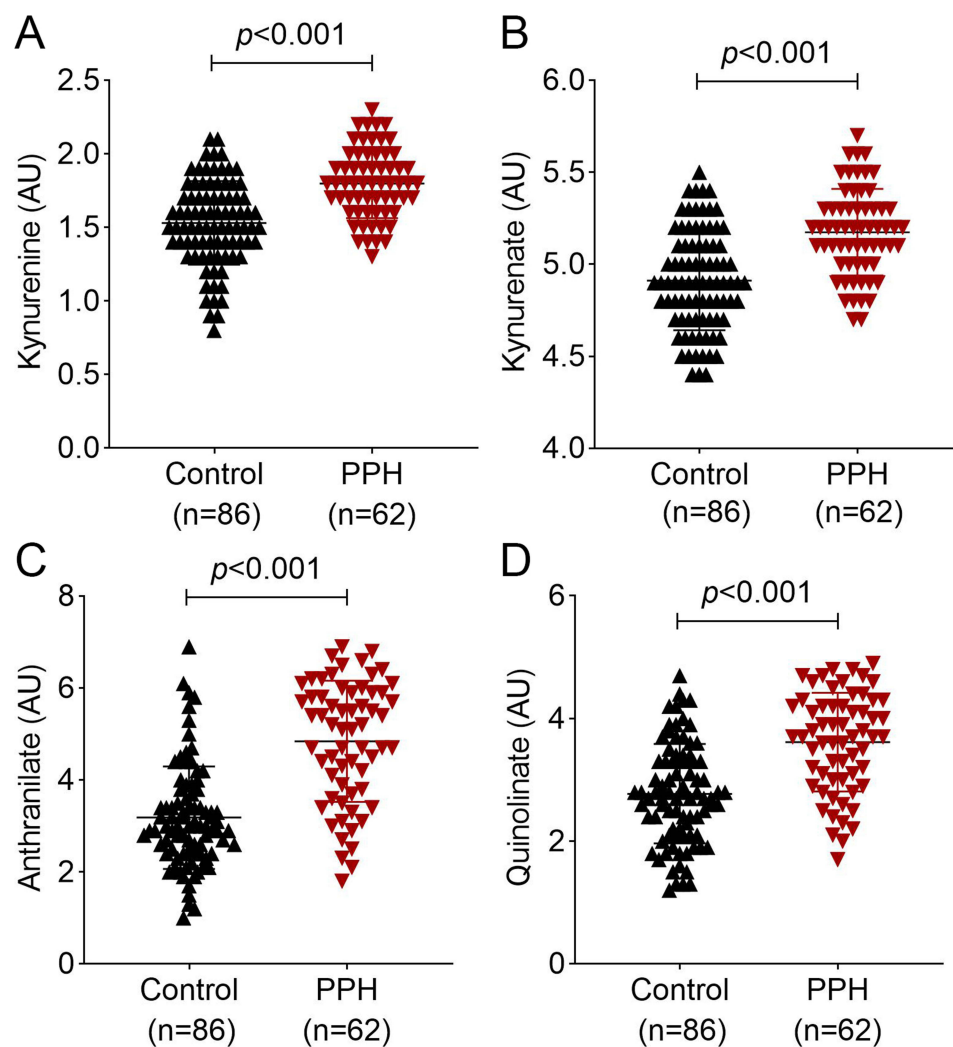 A
p<0.001
Kynurenine (AU)
2.5
2.0
1.5
1.0
0.5
0.0
Control
(n=86)
PPH
(n=62)
B
p<0.001
Kynurenate (AU)
6.0
5.5
5.0
4.5
4.0
Control
(n=86)
PPH
(n=62)
C
p<0.001
Anthranilate (AU)
8
6
4
2
0
Control
(n=86)
PPH
(n=62)
D
p<0.001
Quinolinate (AU)
6
4
2
0
Control
(n=86)
PPH
(n=62)